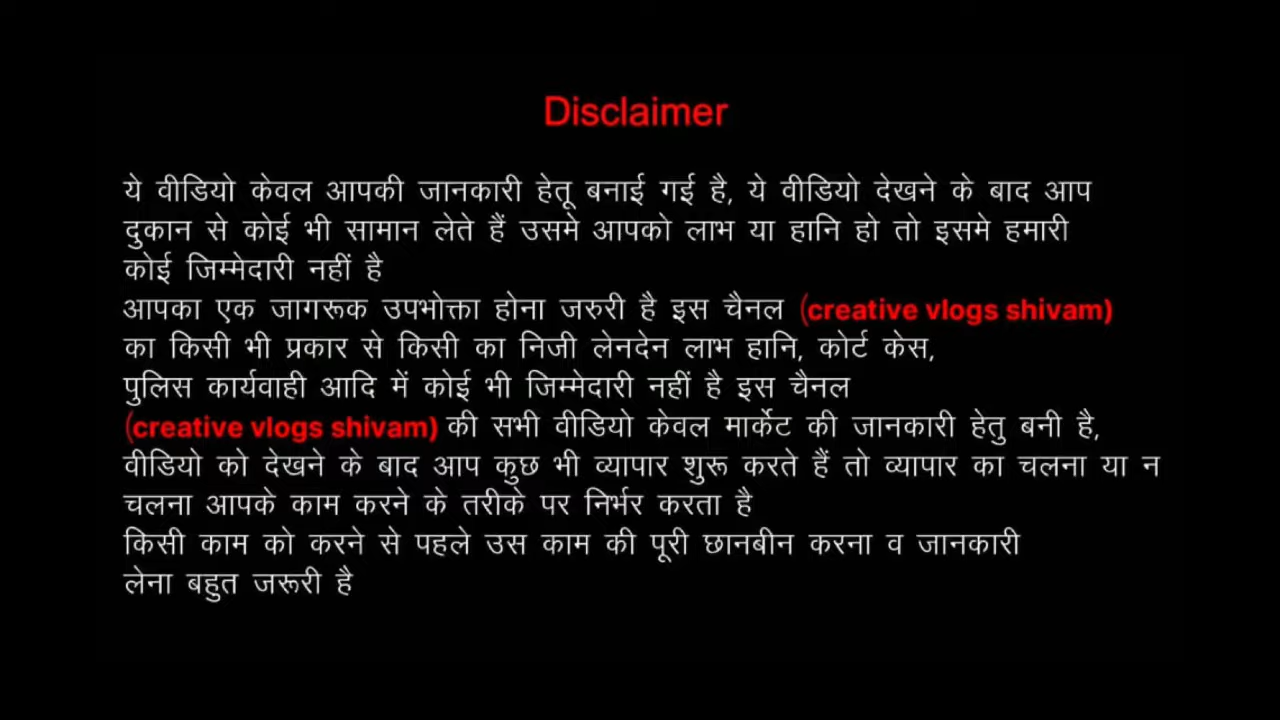 Disclaimer
ये वीडियो केवल आपकी जानकारी हेतू बनाई गई है, ये वीडियो देखने के बाद आप
दुकान से कोई भी सामान लेते हैं उसमे आपको लाभ या हानि हो तो इसमे हमारी
कोई जिम्मेदारी नहीं है
आपका एक जागरूक उपभोक्ता होना जरुरी है इस चैनल (creative vlogs shivam)
का किसी भी प्रकार से किसी का निजी लेनदेन लाभ हानि, कोर्ट केस,
पुलिस कार्यवाही आदि में कोई भी जिम्मेदारी नहीं है इस चैनल
(creative vlogs shivam) की सभी वीडियो केवल मार्केट की जानकारी हेतु बनी है,
वीडियो को देखने के बाद आप कुछ भी व्यापार शुरू करते हैं तो व्यापार का चलना या न
चलना आपके काम करने के तरीके पर निर्भर करता है
किसी काम को करने से पहले उस काम की पूरी छानबीन करना व जानकारी
लेना बहुत जरूरी है